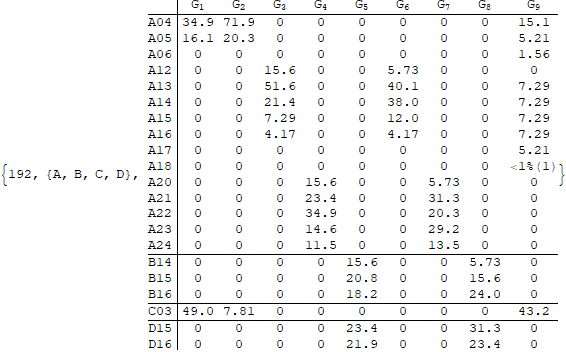 G₁ G₂ G₃ G₄ G₅ G₆ G₇ G₈ G₉
A04 34.9 71.9 0 0 0 0 0 0 15.1
A05 16.1 20.3 0 0 0 0 0 0 5.21
A06 0 0 0 0 0 0 0 0 1.56
A12 0 0 15.6 0 0 5.73 0 0 0
A13 0 0 51.6 0 0 40.1 0 0 7.29
A14 0 0 21.4 0 0 38.0 0 0 7.29
A15 0 0 7.29 0 0 12.0 0 0 7.29
A16 0 0 4.17 0 0 4.17 0 0 7.29
A17 0 0 0 0 0 0 0 0 5.21
{192, {A, B, C, D}, A18 0 0 0 0 0 0 0 0 <1%(1)}
A20 0 0 0 15.6 0 0 5.73 0 0
A21 0 0 0 23.4 0 0 31.3 0 0
A22 0 0 0 34.9 0 0 20.3 0 0
A23 0 0 0 14.6 0 0 29.2 0 0
A24 0 0 0 11.5 0 0 13.5 0 0
B14 0 0 0 0 15.6 0 0 5.73 0
B15 0 0 0 0 20.8 0 0 15.6 0
B16 0 0 0 0 18.2 0 0 24.0 0
C03 49.0 7.81 0 0 0 0 0 0 43.2
D15 0 0 0 0 23.4 0 0 31.3 0
D16 0 0 0 0 21.9 0 0 23.4 0